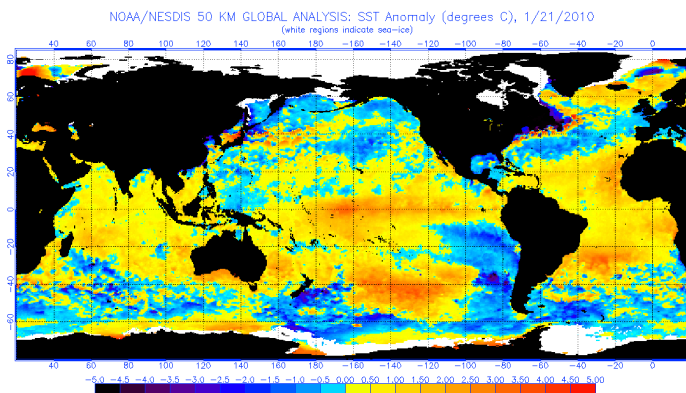 NOAA/NESDIS 50 KM GLOBAL ANALYSIS: SST Anomaly (degrees C), 1/21/2010
(white regions indicate sea-ice)
40 60 80 100 120 140 160 180 -160 -140 -120 -100 -80 -60 -40 -20 0
80
60
40
20
0
-20
-40
-60
40 60 80 100 120 140 160 180 -160 -140 -120 -100 -80 -60 -40 -20 0
-5.0 -4.5 -4.0 -3.5 -3.0 -2.5 -2.0 -1.5 -1.0 -0.5 0.00 0.50 1.00 1.50 2.00 2.50 3.00 3.50 4.00 4.50 5.00